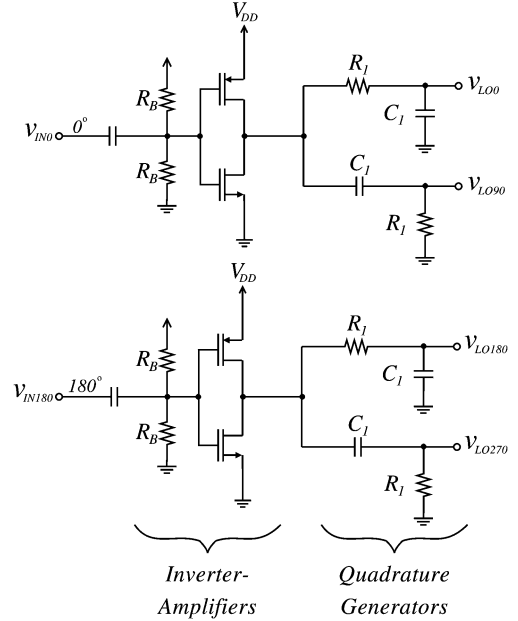 V_DD
R_1
v_LO0
R_B
C_1
v_IN0 0°
R_B
C_1
v_LO90
R_1
V_DD
R_1
v_LO180
R_B
C_1
v_IN180 180°
R_B
C_1
v_LO270
R_1
Inverter- Quadrature
Amplifiers Generators